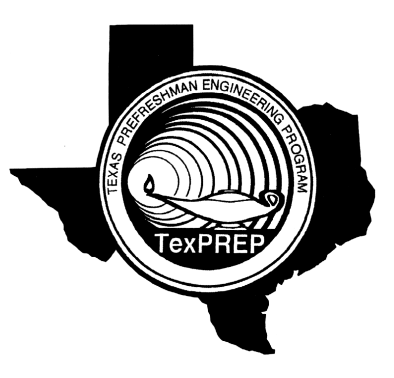 TEXAS PREFRESHMAN ENGINEERING PROGRAM
TexPREP